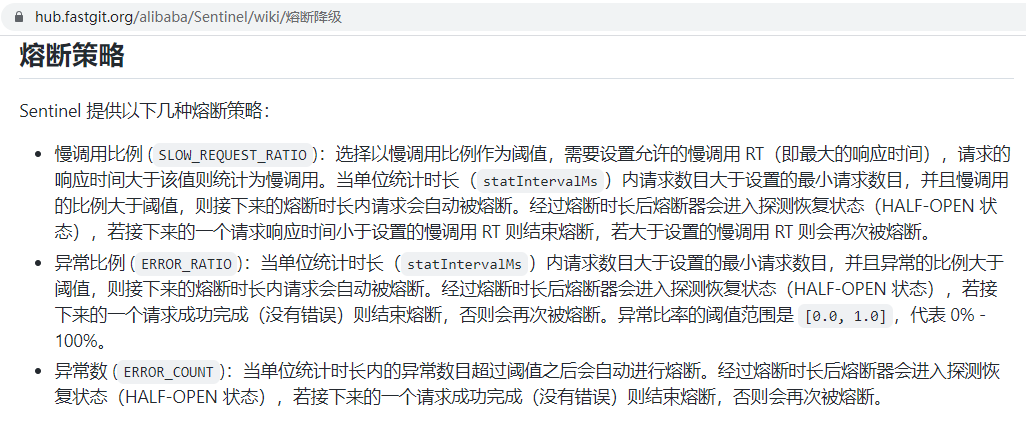 hub.fastgit.org/alibaba/Sentinel/wiki/熔断降级
熔断策略
Sentinel 提供以下几种熔断策略：
• 慢调用比例 (SLOW_REQUEST_RATIO)：选择以慢调用比例作为阈值，需要设置允许的慢调用 RT（即最大的响应时间），请求的
响应时间大于该值则统计为慢调用。当单位统计时长（statIntervalMs）内请求数目大于设置的最小请求数目，并且慢调用
的比例大于阈值，则接下来的熔断时长内请求会自动被熔断。经过熔断时长后熔断器会进入探测恢复状态（HALF-OPEN 状
态），若接下来的一个请求响应时间小于设置的慢调用 RT 则结束熔断，若大于设置的慢调用 RT 则会再次被熔断。
• 异常比例 (ERROR_RATIO)：当单位统计时长（statIntervalMs）内请求数目大于设置的最小请求数目，并且异常的比例大于
阈值，则接下来的熔断时长内请求会自动被熔断。经过熔断时长后熔断器会进入探测恢复状态（HALF-OPEN 状态），若接
下来的一个请求成功完成（没有错误）则结束熔断，否则会再次被熔断。异常比率的阈值范围是 [0.0, 1.0]，代表 0% -
100%。
• 异常数 (ERROR_COUNT)：当单位统计时长内的异常数目超过阈值之后会自动进行熔断。经过熔断时长后熔断器会进入探测恢
复状态（HALF-OPEN 状态），若接下来的一个请求成功完成（没有错误）则结束熔断，否则会再次被熔断。